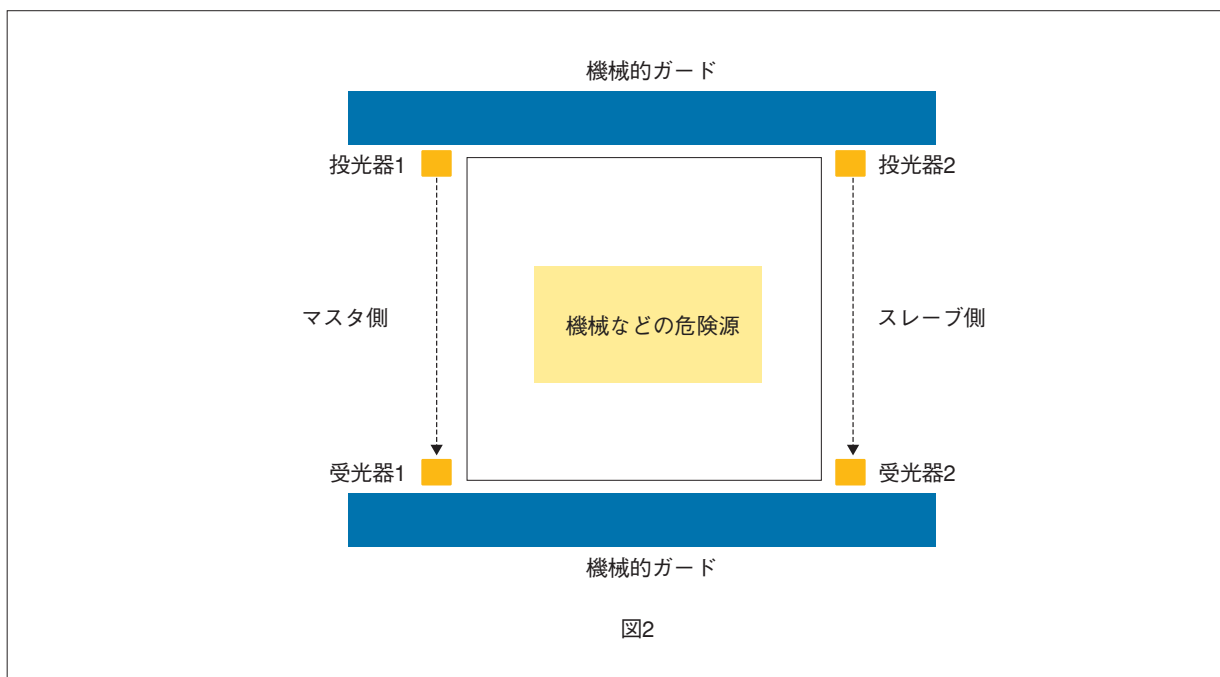 機械的ガード
投光器1
投光器2
マスタ側
機械などの危険源
スレーブ側
受光器1
受光器2
機械的ガード
図2